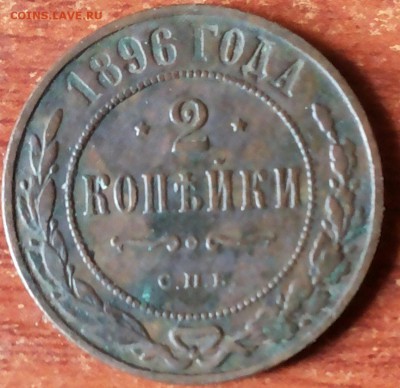 COINS.LAVE.RU
1896 ГОДА
2
КОПѢЙКИ
С.П.Б.